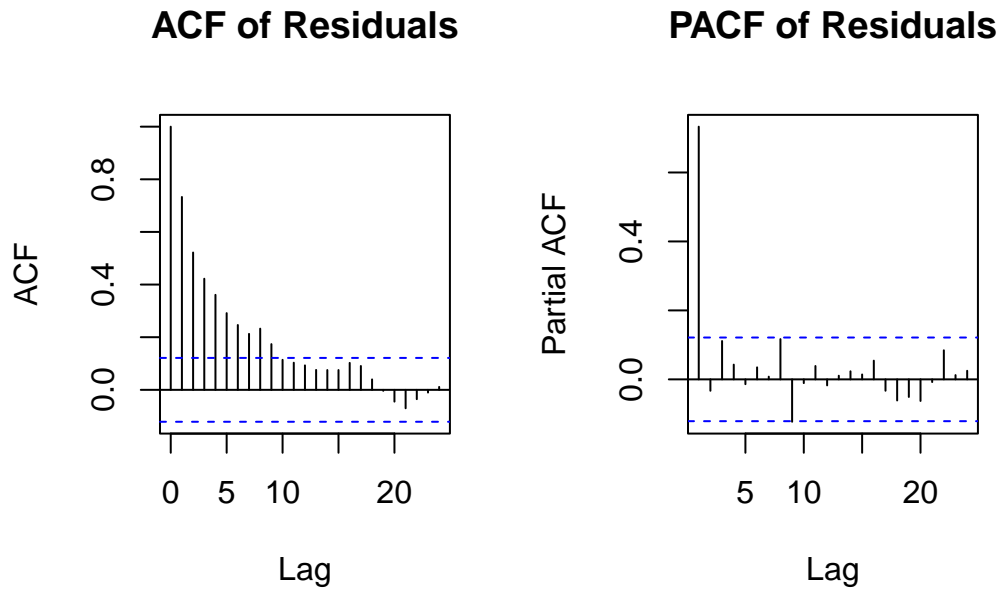 ACF of Residuals
ACF
0.0 0.4 0.8
0 5 10 20
Lag
PACF of Residuals
Partial ACF
0.0 0.4
5 10 20
Lag